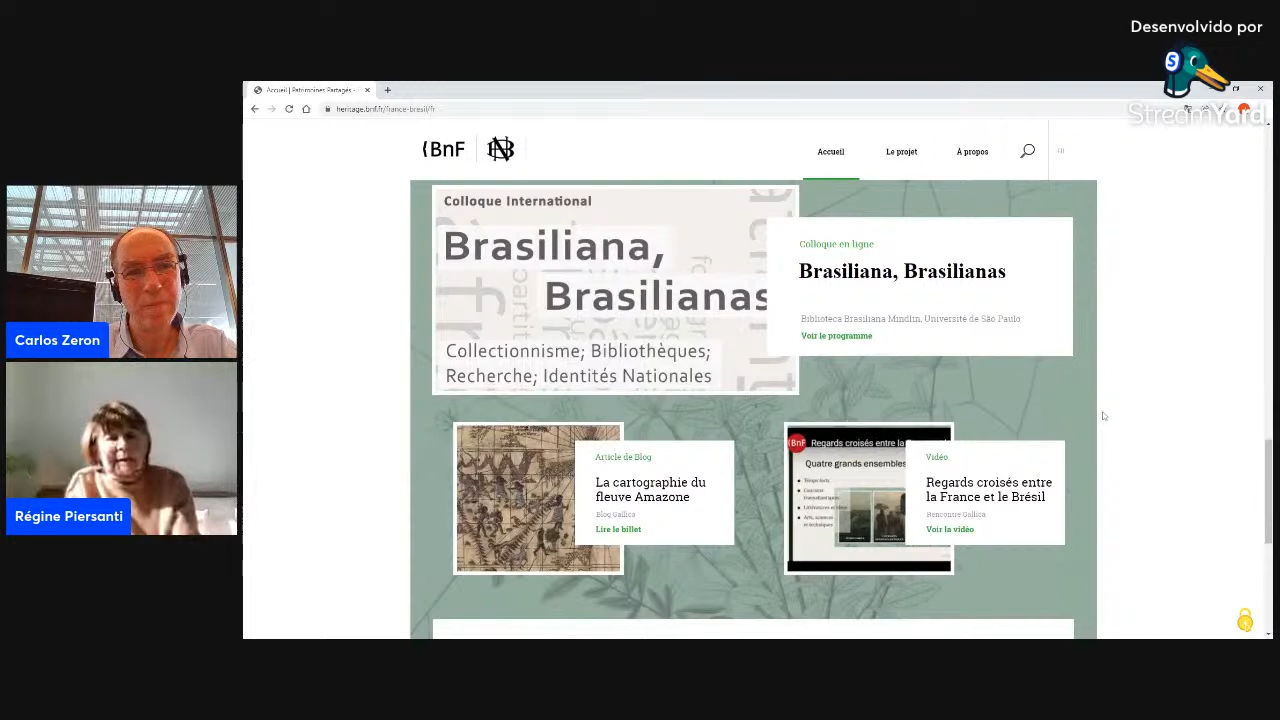 Desenvolvido por
StreamYard
Accueil | Patrimoines Partagés -
heritage.bnf.fr/france-bresil/fr
BnF
Accueil
Le projet
À propos
FR
Colloque International
Brasiliana,
Brasilianas
Collectionnisme; Bibliothèques;
Recherche; Identités Nationales
Colloque en ligne
Brasiliana, Brasilianas
Biblioteca Brasiliana Mindlin, Université de São Paulo
Voir le programme
Carlos Zeron
Régine Piersanti
Article de Blog
La cartographie du
fleuve Amazone
Blog Gallica
Lire le billet
BnF
Regards croisés entre la
Quatre grands ensembles
Vidéo
Regards croisés entre
la France et le Brésil
Rencontre Gallica
Voir la vidéo